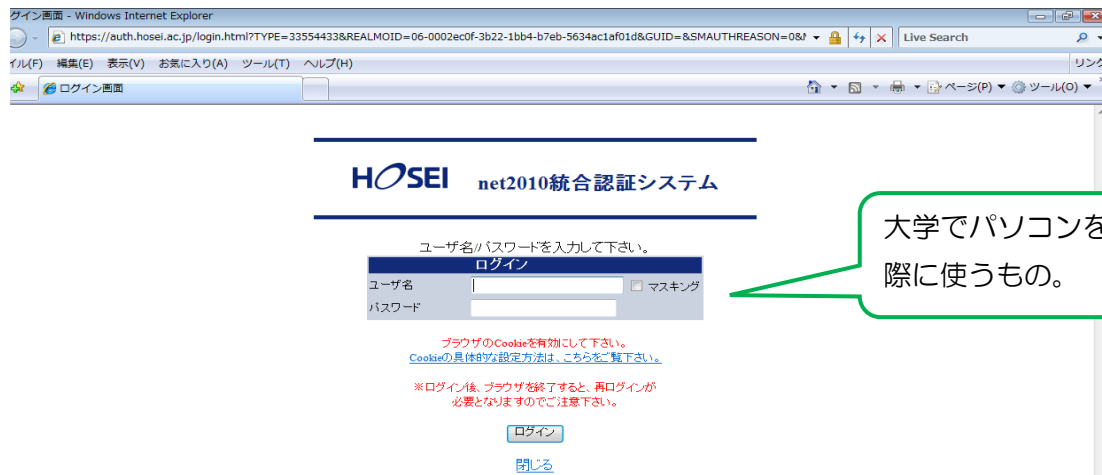 グイン画面 - Windows Internet Explorer
https://auth.hosei.ac.jp/login.html?TYPE=33554433&REALMOID=06-0002ec0f-3b22-1bb4-b7eb-5634ac1af01d&GUID=&SMAUTHREASON=0& Live Search
イル(F) 編集(E) 表示(V) お気に入り(A) ツール(T) ヘルプ(H) リンク
ログイン画面 ページ(P) ツール(O)
HOSEI net2010統合認証システム
大学でパソコンを
際に使うもの。
ユーザ名/パスワードを入力して下さい。
ログイン
ユーザ名 マスキング
パスワード
ブラウザのCookieを有効にして下さい。
Cookieの具体的な設定方法は、こちらをご覧下さい。
※ログイン後、ブラウザを終了すると、再ログインが
必要となりますのでご注意下さい。
ログイン
閉じる